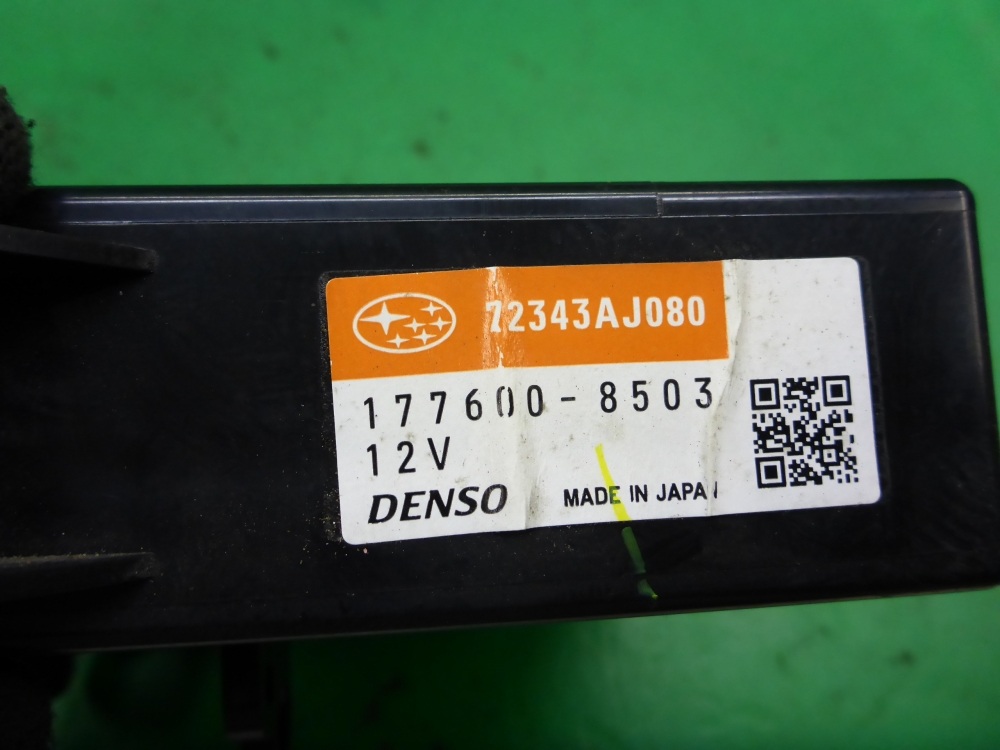 72343AJ080
177600-8503
12V
DENSO
MADE IN JAPAN